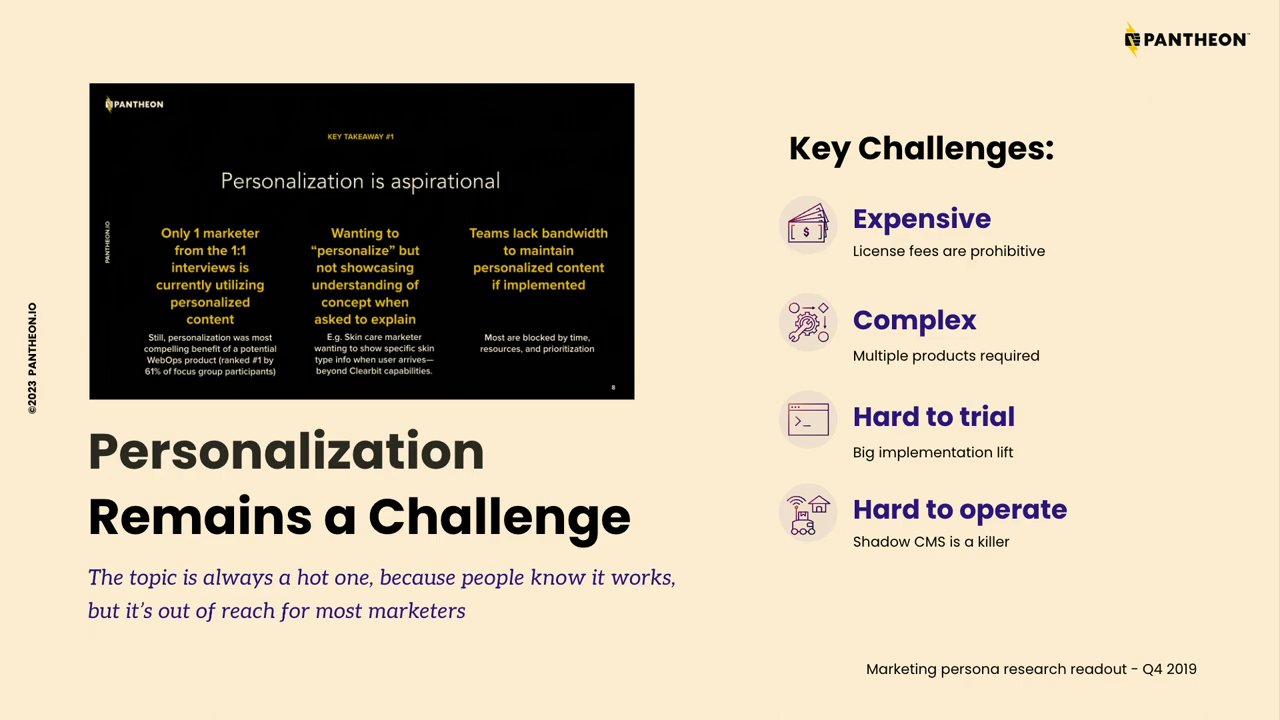 PANTHEON
PANTHEON
KEY TAKEAWAY #1
Personalization is aspirational
PANTHEON.IO
Only 1 marketer
from the 1:1
interviews is
currently utilizing
personalized
content
Still, personalization was most
compelling benefit of a potential
WebOps product (ranked #1 by
61% of focus group participants)
Wanting to
“personalize” but
not showcasing
understanding of
concept when
asked to explain
E.g. Skin care marketer
wanting to show specific skin
type info when user arrives—
beyond Clearbit capabilities.
Teams lack bandwidth
to maintain
personalized content
if implemented
Most are blocked by time,
resources, and prioritization
8
©2023 PANTHEON.IO
Personalization
Remains a Challenge
The topic is always a hot one, because people know it works,
but it’s out of reach for most marketers
Key Challenges:
Expensive
License fees are prohibitive
Complex
Multiple products required
Hard to trial
Big implementation lift
Hard to operate
Shadow CMS is a killer
Marketing persona research readout - Q4 2019